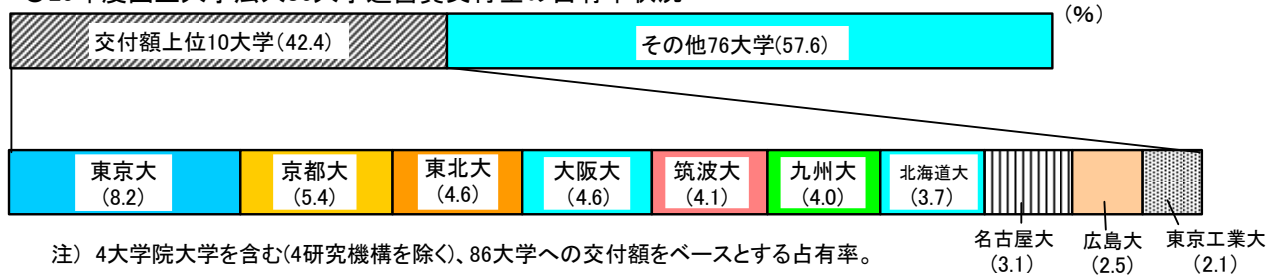 (%)
交付額上位10大学(42.4)
その他76大学(57.6)
東京大
(8.2)
京都大
(5.4)
東北大
(4.6)
大阪大
(4.6)
筑波大
(4.1)
九州大
(4.0)
北海道大
(3.7)
名古屋大
(3.1)
広島大
(2.5)
東京工業大
(2.1)
注) 4大学院大学を含む(4研究機構を除く)、86大学への交付額をベースとする占有率。